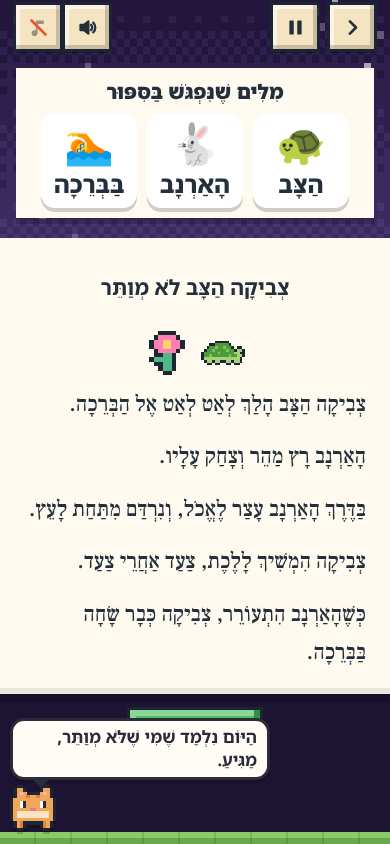 מִלִּים שֶׁנִּפְגֹּשׁ בַּסִּפּוּר
הַצָּב
הָאַרְנָב
בַּבְּרֵכָה
צְבִיקָה הַצָּב לֹא מְוַתֵּר
צְבִיקָה הַצָּב הָלַךְ לְאַט לְאַט אֶל הַבְּרֵכָה.
הָאַרְנָב רָץ מַהֵר וְצָחַק עָלָיו.
בַּדֶּרֶךְ הָאַרְנָב עָצַר לֶאֱכֹל, וְנִרְדַּם מִתַּחַת לָעֵץ.
צְבִיקָה הִמְשִׁיךְ לָלֶכֶת, צַעַד אַחֲרֵי צַעַד.
כְּשֶׁהָאַרְנָב הִתְעוֹרֵר, צְבִיקָה כְּבָר שָׂחָה
בַּבְּרֵכָה.
הַיּוֹם נִלְמַד שֶׁמִּי שֶׁלֹּא מְוַתֵּר,
מַגִּיעַ.